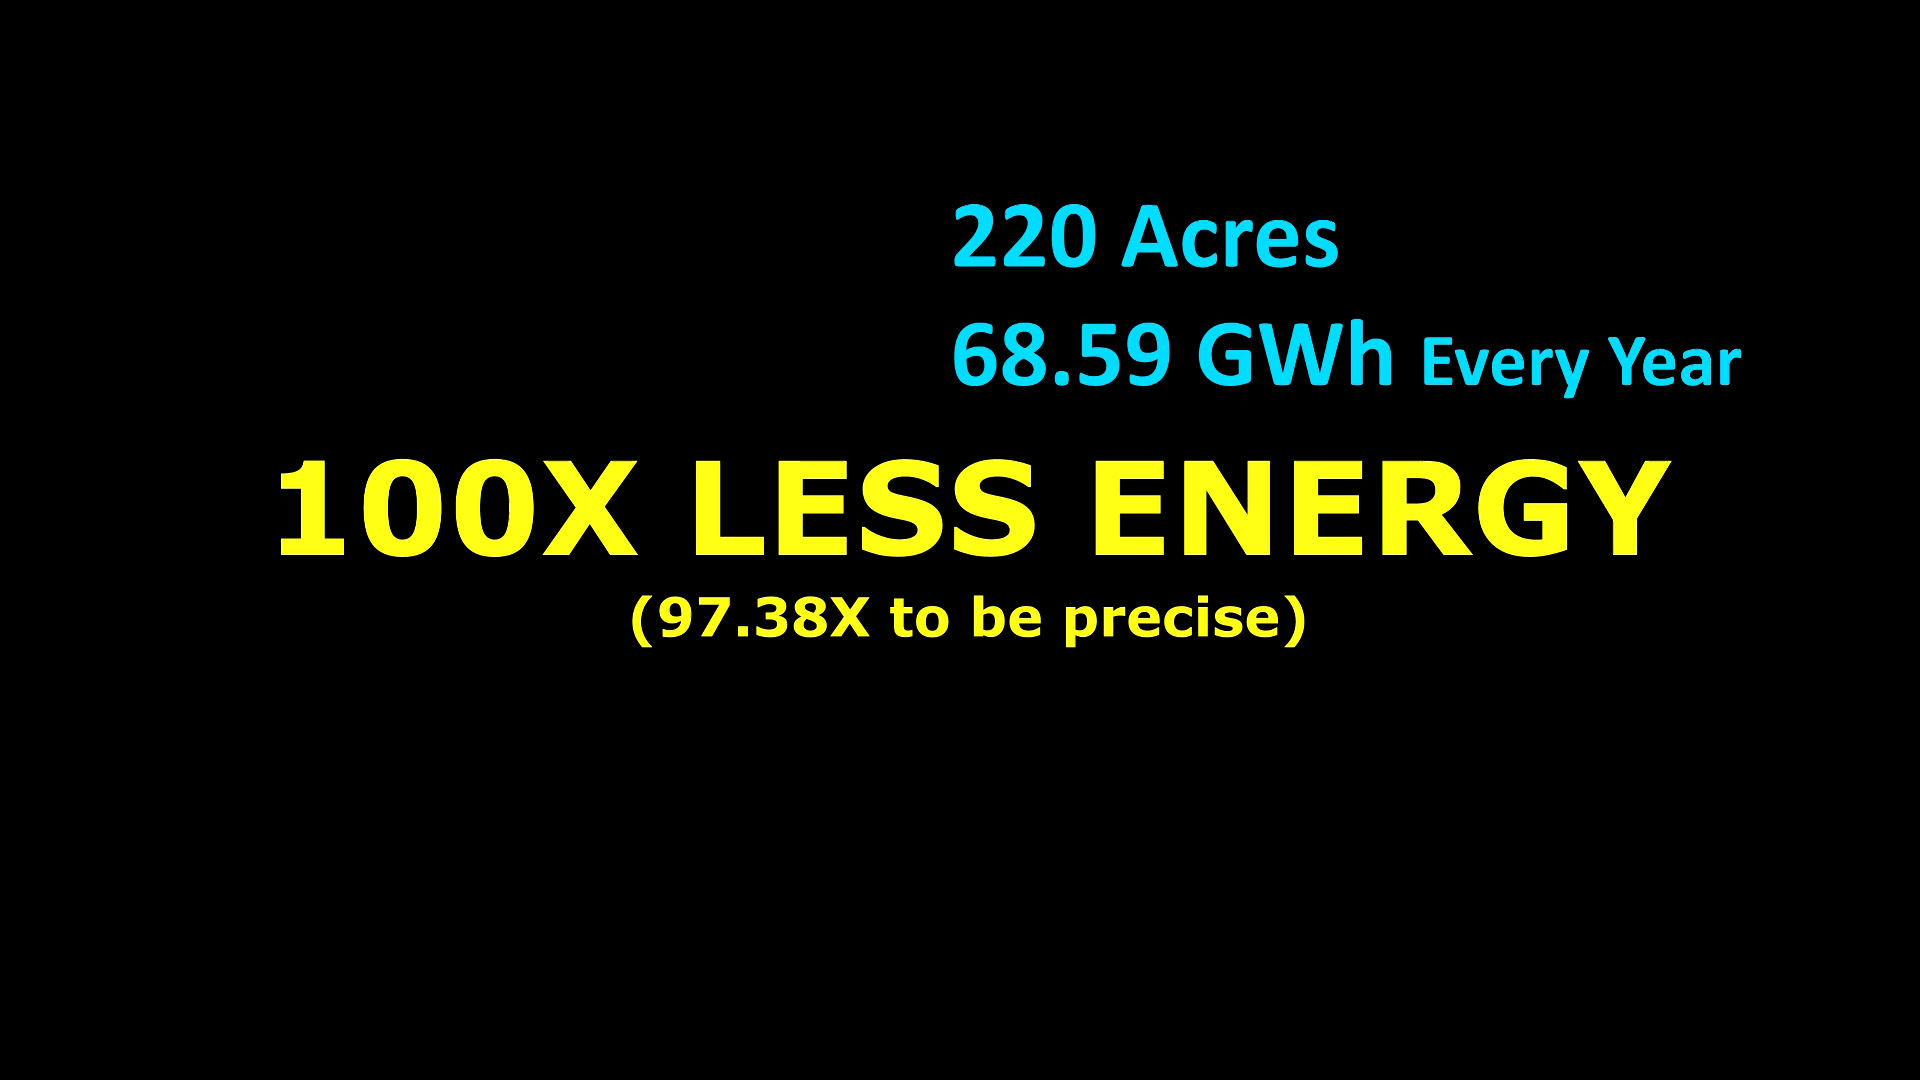 220 Acres
68.59 GWh Every Year
100X LESS ENERGY
(97.38X to be precise)